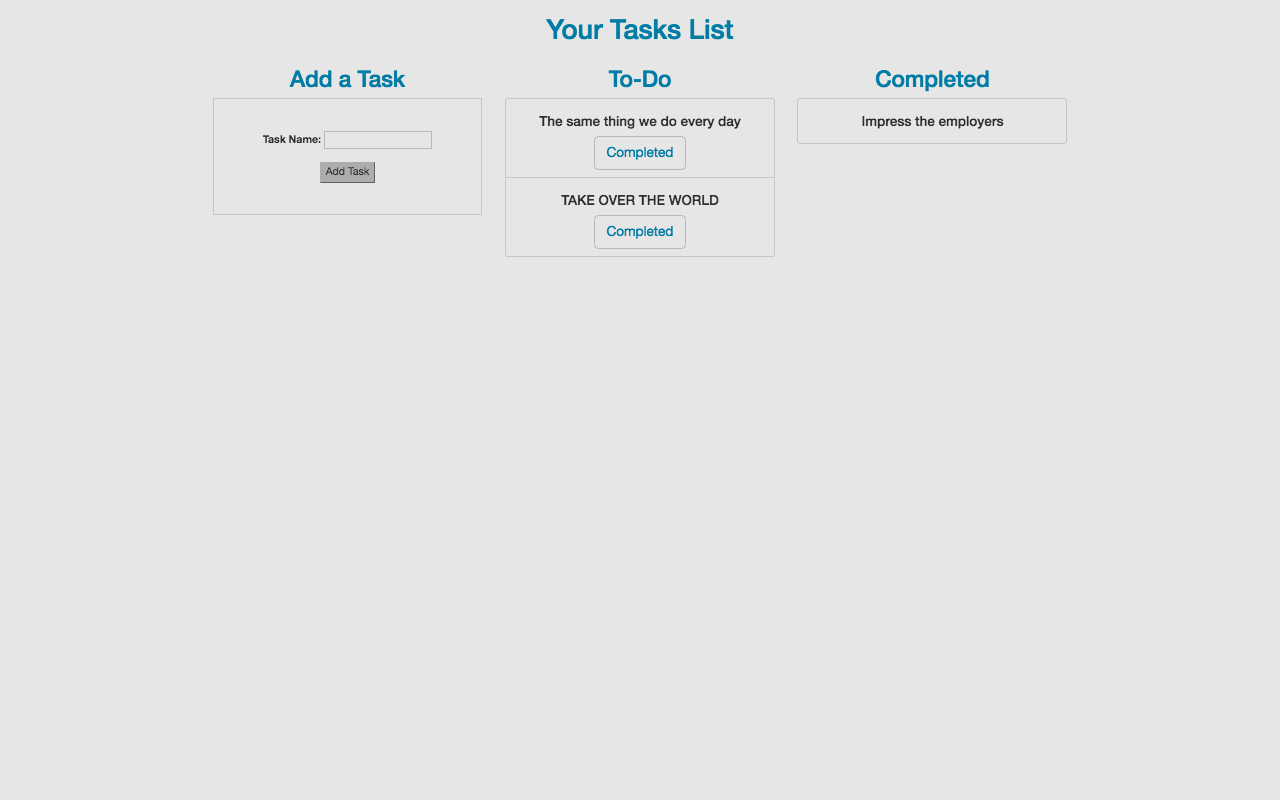 Your Tasks List
Add a Task
Task Name:
Add Task
To-Do
The same thing we do every day
Completed
TAKE OVER THE WORLD
Completed
Completed
Impress the employers